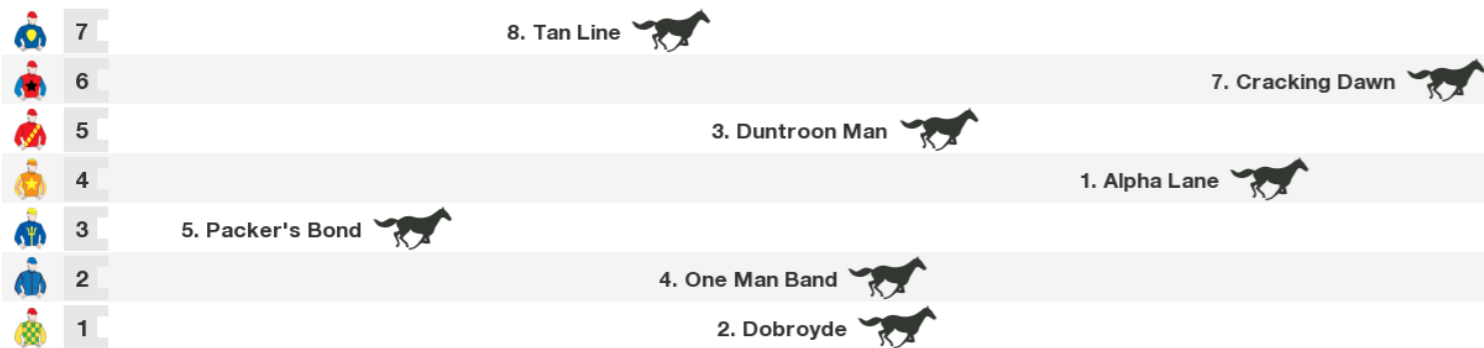 7 8. Tan Line
6 7. Cracking Dawn
5 3. Duntroon Man
4 1. Alpha Lane
3 5. Packer's Bond
2 4. One Man Band
1 2. Dobroyde